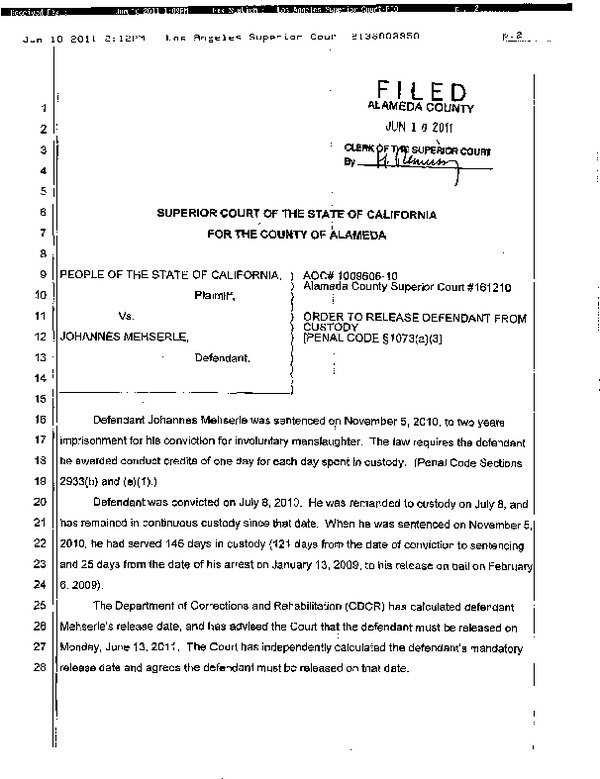 Received Fax : Jun 10 2011 1:09PM Fax Station : Los Angeles Superior Court-PIO P. 2
Jun 10 2011 2:12PM Los Angeles Superior Cour 2138003950 p.2
FILED
ALAMEDA COUNTY
JUN 10 2011
CLERK OF THE SUPERIOR COURT
By
1
2
3
4
5
6 SUPERIOR COURT OF THE STATE OF CALIFORNIA
7 FOR THE COUNTY OF ALAMEDA
8
9 PEOPLE OF THE STATE OF CALIFORNIA, ) AOC# 1009606-10
Alameda County Superior Court #161210
10 Plaintiff,
11 Vs. ORDER TO RELEASE DEFENDANT FROM
CUSTODY
12 JOHANNES MEHSERLE, [PENAL CODE §1073(a)(3]
13 Defendant.
14
15
16 Defendant Johannes Mehserle was sentenced on November 5, 2010, to two years
17 imprisonment for his conviction for involuntary manslaughter. The law requires the defendant
18 be awarded conduct credits of one day for each day spent in custody. (Penal Code Sections
19 2933(b) and (e)(1).)
20 Defendant was convicted on July 8, 2010. He was remanded to custody on July 8, and
21 has remained in continuous custody since that date. When he was sentenced on November 5,
22 2010, he had served 146 days in custody (121 days from the date of conviction to sentencing
23 and 25 days from the date of his arrest on January 13, 2009, to his release on bail on February
24 6, 2009).
25 The Department of Corrections and Rehabilitation (CDCR) has calculated defendant
26 Mehserle's release date, and has advised the Court that the defendant must be released on
27 Monday, June 13, 2011. The Court has independently calculated the defendant's mandatory
28 release date and agrees the defendant must be released on that date.